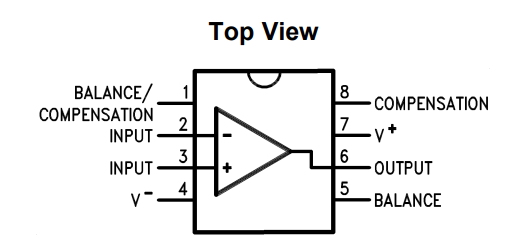 Top View
BALANCE/ 1
COMPENSATION
INPUT 2 -
INPUT 3 +
V- 4
8 COMPENSATION
7 V+
6 OUTPUT
5 BALANCE